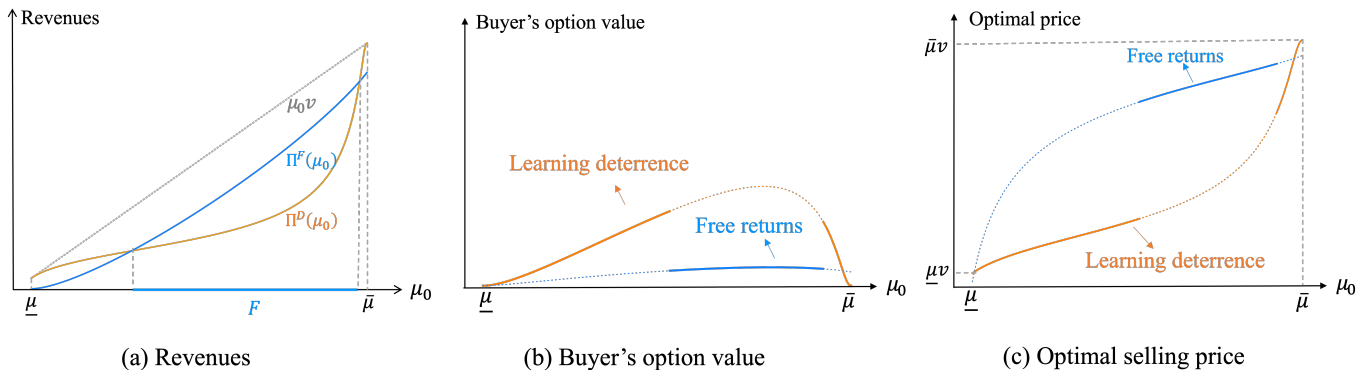 Revenues
μ₀v
Π^F(μ₀)
Π^D(μ₀)
μ̲
F
μ̄
μ₀
(a) Revenues
Buyer's option value
Learning deterrence
Free returns
μ̲
μ̄
μ₀
(b) Buyer's option value
Optimal price
μ̄v
Free returns
Learning deterrence
μ̲v
μ̲
μ̄
μ₀
(c) Optimal selling price